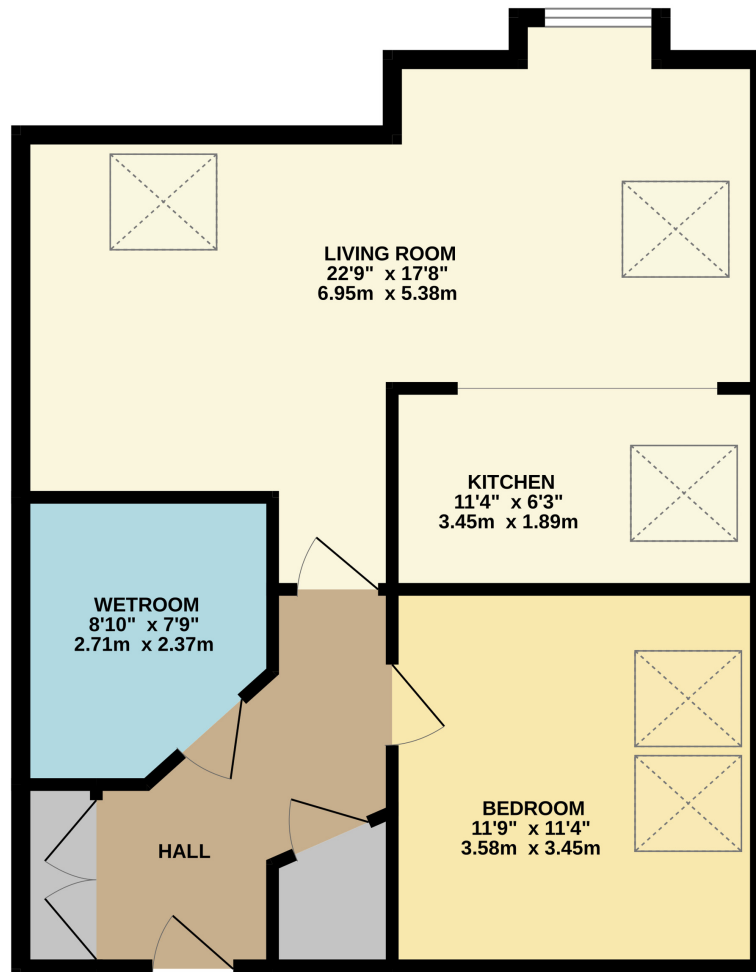 LIVING ROOM
22'9" x 17'8"
6.95m x 5.38m
KITCHEN
11'4" x 6'3"
3.45m x 1.89m
WETROOM
8'10" x 7'9"
2.71m x 2.37m
BEDROOM
11'9" x 11'4"
3.58m x 3.45m
HALL